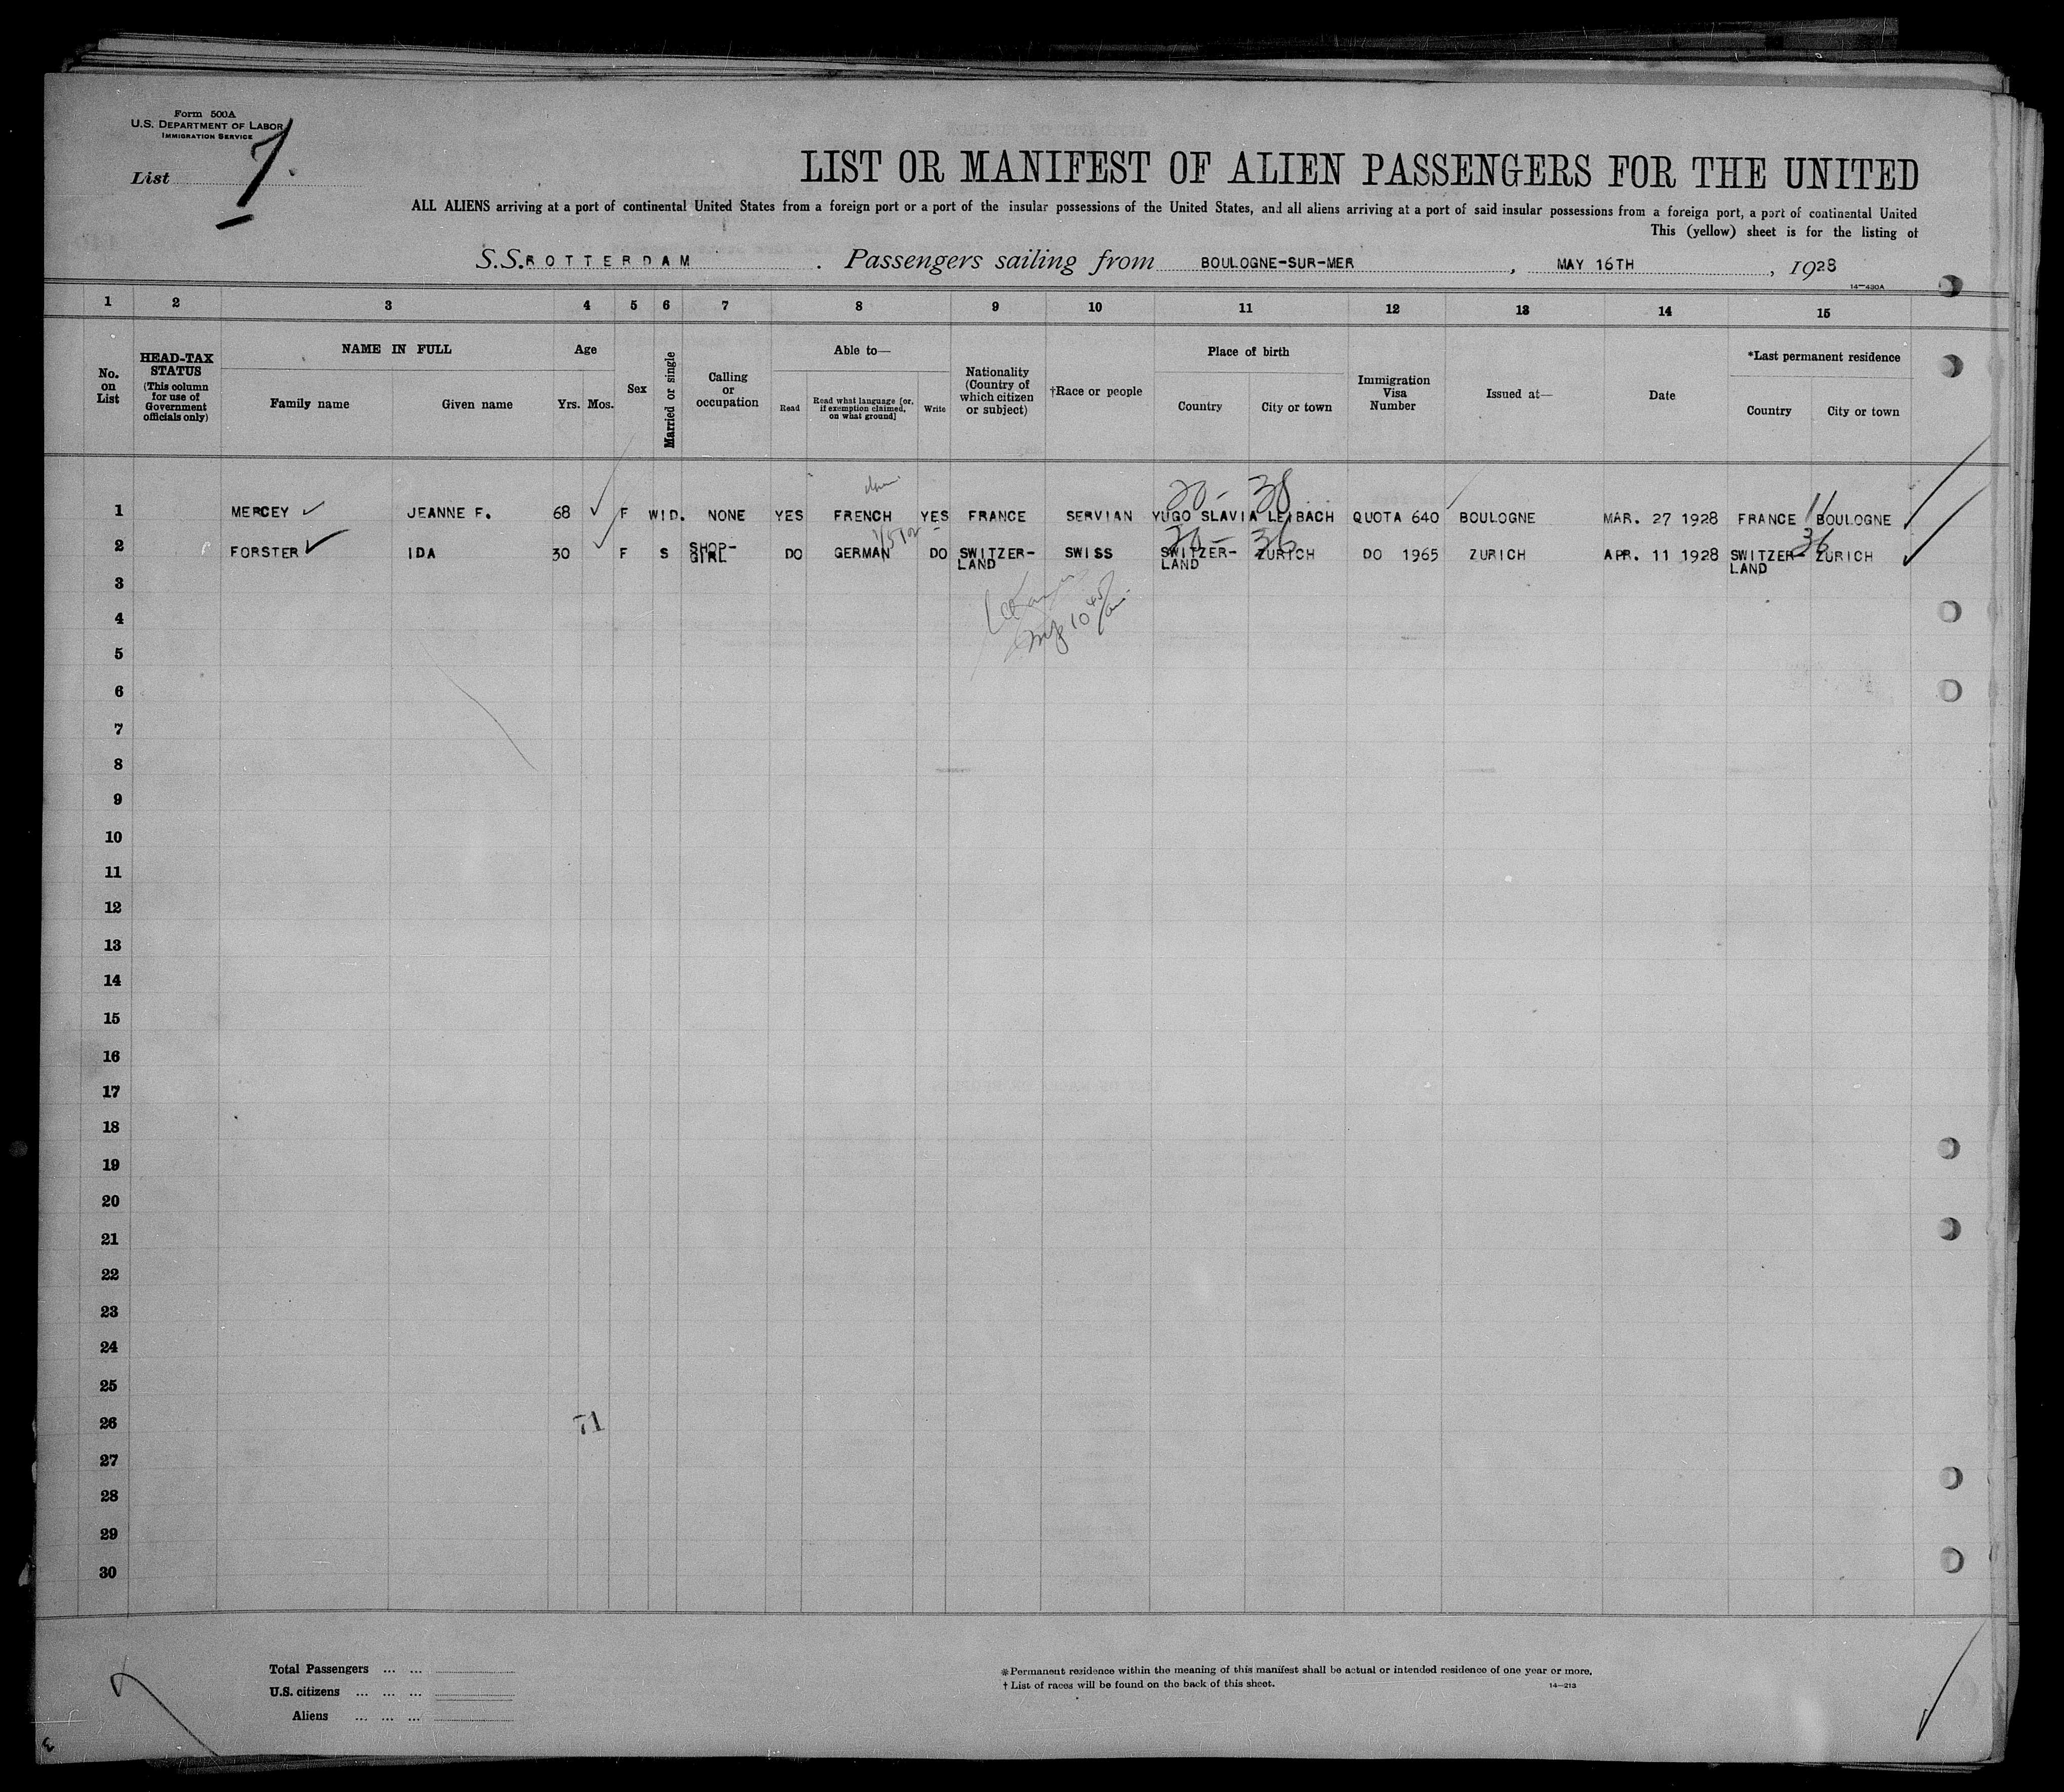 Form 500A
U.S. DEPARTMENT OF LABOR
IMMIGRATION SERVICE
List 7.
LIST OR MANIFEST OF ALIEN PASSENGERS FOR THE UNITED
ALL ALIENS arriving at a port of continental United States from a foreign port or a port of the insular possessions of the United States, and all aliens arriving at a port of said insular possessions from a foreign port, a port of continental United
This (yellow) sheet is for the listing of
S.S. ROTTERDAM . Passengers sailing from BOULOGNE-SUR-MER , MAY 16TH , 1928
14—430A
1 2 3 4 5 6 7 8 9 10 11 12 13 14 15
No. on List
HEAD-TAX STATUS
(This column for use of Government officials only)
NAME IN FULL
Family name Given name
Age
Yrs. Mos.
Sex
Married or single
Calling or occupation
Able to—
Read
Read what language [or, if exemption claimed, on what ground]
Write
Nationality (Country of which citizen or subject)
†Race or people
Place of birth
Country City or town
Immigration Visa Number
Issued at—
Date
*Last permanent residence
Country City or town
20- 38
1 MERCEY JEANNE F. 68 F WID. NONE YES FRENCH YES FRANCE SERVIAN YUGO SLAVIA LEIBACH QUOTA 640 BOULOGNE MAR. 27 1928 FRANCE 11 BOULOGNE
20- 36 36
2 FORSTER IDA 30 F S SHOP-GIRL DO GERMAN DO SWITZER-LAND SWISS SWITZER-LAND ZURICH DO 1965 ZURICH APR. 11 1928 SWITZER-LAND ZURICH
3
4
5
6
7
8
9
10
11
12
13
14
15
16
17
18
19
20
21
22
23
24
25
26
71
27
28
29
30
Total Passengers ... ...
U.S. citizens ... ... ...
Aliens ... ... ...
*Permanent residence within the meaning of this manifest shall be actual or intended residence of one year or more.
† List of races will be found on the back of this sheet.
14—213